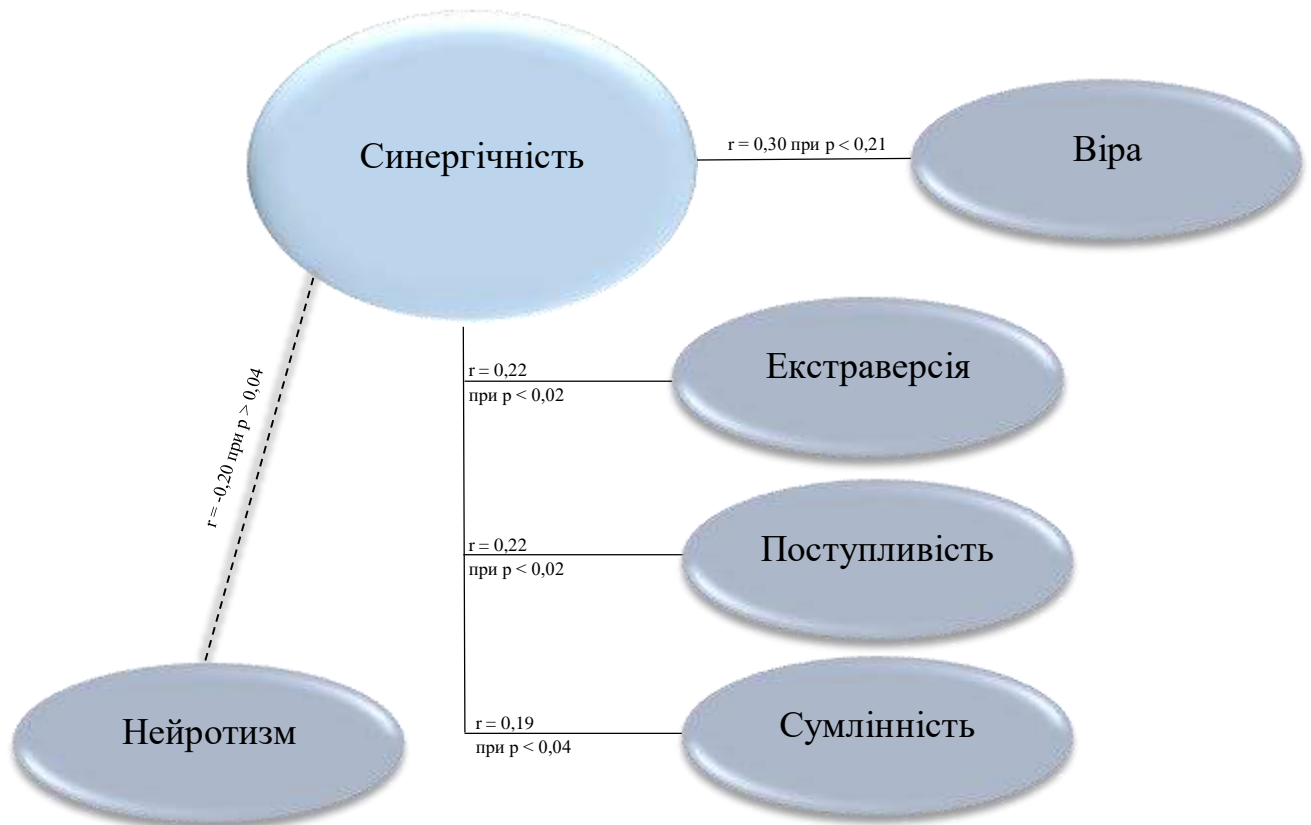 Синергічність
r = 0,30 при p < 0,21
Віра
r = 0,22
при p < 0,02
Екстраверсія
r = -0,20 при p > 0,04
r = 0,22
при p < 0,02
Поступливість
r = 0,19
при p < 0,04
Сумлінність
Нейротизм